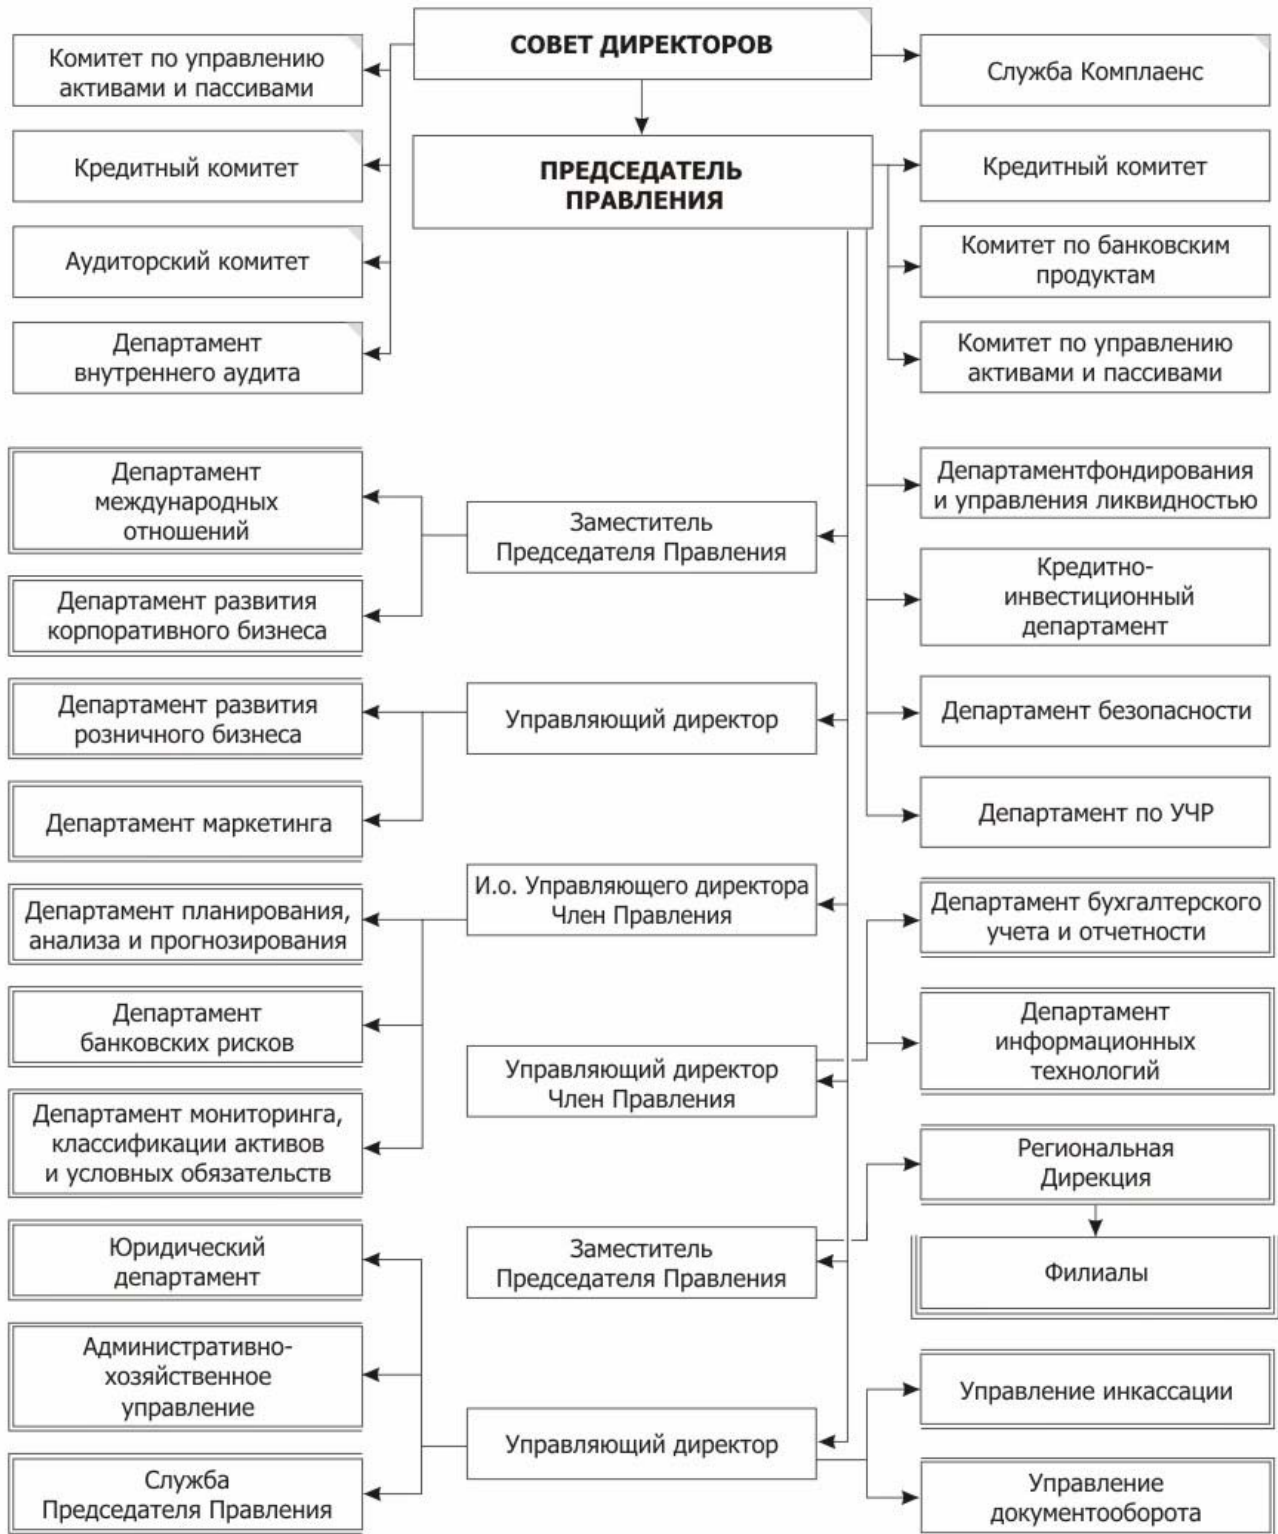 СОВЕТ ДИРЕКТОРОВ
Комитет по управлению
активами и пассивами
Служба Комплаенс
Кредитный комитет
ПРЕДСЕДАТЕЛЬ
ПРАВЛЕНИЯ
Кредитный комитет
Аудиторский комитет
Комитет по банковским
продуктам
Департамент
внутреннего аудита
Комитет по управлению
активами и пассивами
Департамент
международных
отношений
Заместитель
Председателя Правления
Департаментфондирования
и управления ликвидностью
Департамент развития
корпоративного бизнеса
Кредитно-
инвестиционный
департамент
Департамент развития
розничного бизнеса
Управляющий директор
Департамент безопасности
Департамент маркетинга
Департамент по УЧР
Департамент планирования,
анализа и прогнозирования
И.о. Управляющего директора
Член Правления
Департамент бухгалтерского
учета и отчетности
Департамент
банковских рисков
Управляющий директор
Член Правления
Департамент
информационных
технологий
Департамент мониторинга,
классификации активов
и условных обязательств
Региональная
Дирекция
Юридический
департамент
Заместитель
Председателя Правления
Филиалы
Административно-
хозяйственное
управление
Управление инкассации
Управляющий директор
Служба
Председателя Правления
Управление
документооборота